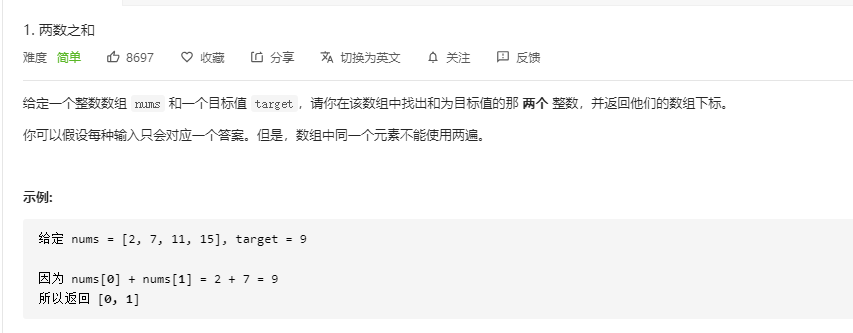 1. 两数之和
难度 简单 8697 收藏 分享 切换为英文 关注 反馈
给定一个整数数组 nums 和一个目标值 target，请你在该数组中找出和为目标值的那 两个 整数，并返回他们的数组下标。
你可以假设每种输入只会对应一个答案。但是，数组中同一个元素不能使用两遍。
示例:
给定 nums = [2, 7, 11, 15], target = 9
因为 nums[0] + nums[1] = 2 + 7 = 9
所以返回 [0, 1]